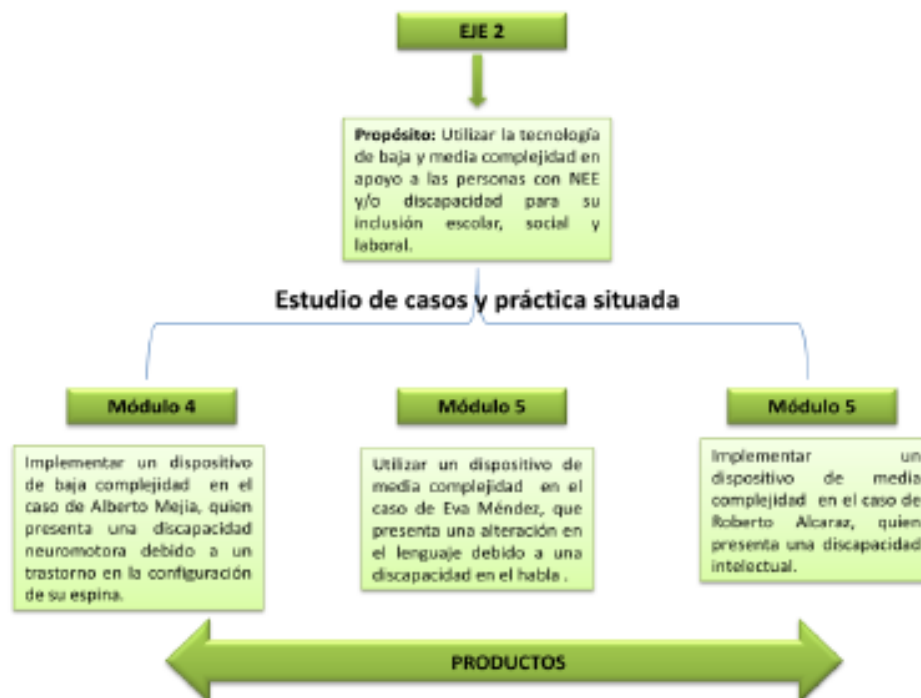 EJE 2
Propósito: Utilizar la tecnología
de baja y media complejidad en
apoyo a las personas con NEE
y/o discapacidad para su
inclusión escolar, social y
laboral.
Estudio de casos y práctica situada
Módulo 4
Implementar un dispositivo
de baja complejidad en el
caso de Alberto Mejia, quien
presenta una discapacidad
neuromotora debido a un
trastorno en la configuración
de su espina.
Módulo 5
Utilizar un dispositivo de
media complejidad en el
caso de Eva Méndez, que
presenta una alteración en
el lenguaje debido a una
discapacidad en el habla .
Módulo 5
Implementar un
dispositivo de media
complejidad en el caso de
Roberto Alcaraz, quien
presenta una discapacidad
intelectual.
PRODUCTOS